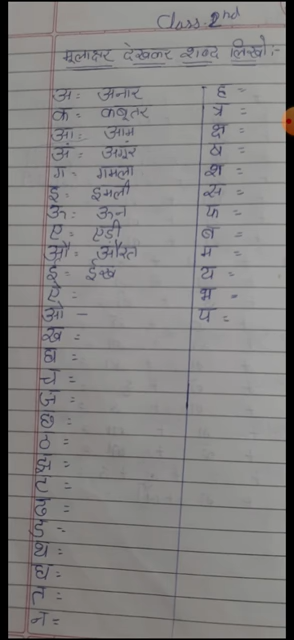 Class-2nd
मूलाक्षर देखकर शब्द लिखो:-
अ= अनार
क= कबूतर
आ= आम
अं= अंगूर
ग= गमला
इ= इमली
ऊ= ऊन
ए= एड़ी
औ= औरत
ई= ईख
ऐ=
ओ -
ख=
च=
ज=
छ=
ठ=
थ=
त=
न=
ह=
त्र=
क्ष=
ष=
श=
स=
फ=
ब=
म=
य=
भ=
प=